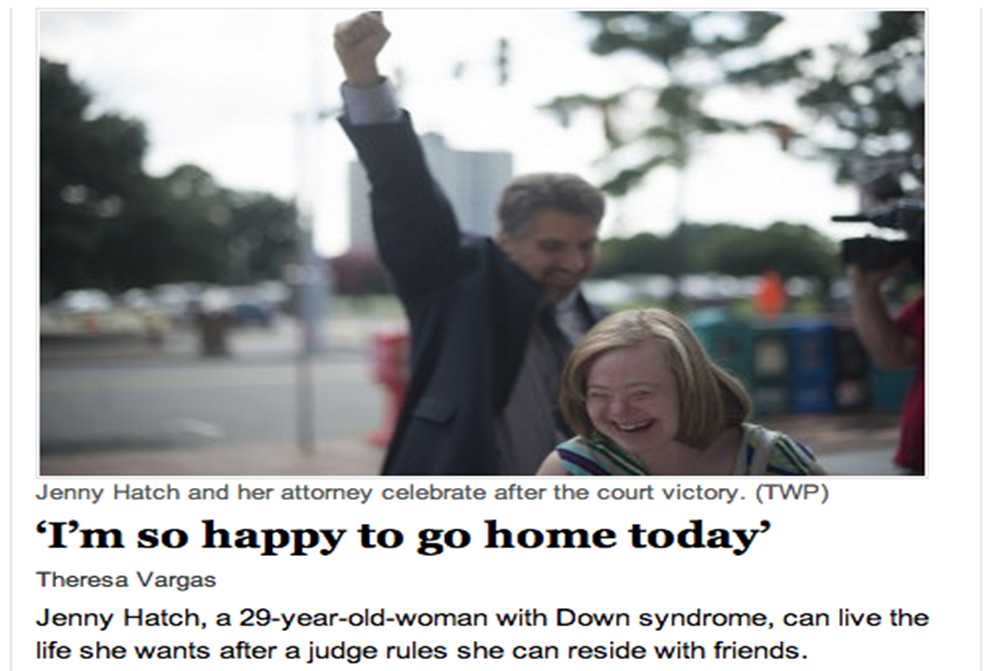 Jenny Hatch and her attorney celebrate after the court victory. (TWP)
‘I’m so happy to go home today’
Theresa Vargas
Jenny Hatch, a 29-year-old-woman with Down syndrome, can live the
life she wants after a judge rules she can reside with friends.